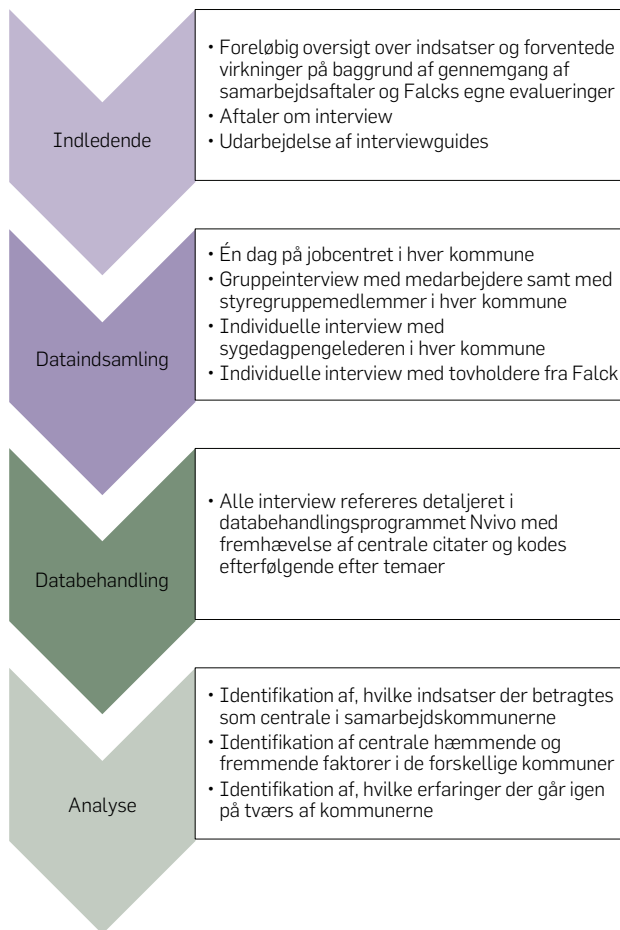 Indledende
• Foreløbig oversigt over indsatser og forventede
virkninger på baggrund af gennemgang af
samarbejdsaftaler og Falcks egne evalueringer
• Aftaler om interview
• Udarbejdelse af interviewguides
Dataindsamling
• Én dag på jobcentret i hver kommune
• Gruppeinterview med medarbejdere samt med
styregruppemedlemmer i hver kommune
• Individuelle interview med
sygedagpengelederen i hver kommune
• Individuelle interview med tovholdere fra Falck
Databehandling
• Alle interview refereres detaljeret i
databehandlingsprogrammet Nvivo med
fremhævelse af centrale citater og kodes
efterfølgende efter temaer
Analyse
• Identifikation af, hvilke indsatser der betragtes
som centrale i samarbejdskommunerne
• Identifikation af centrale hæmmende og
fremmende faktorer i de forskellige kommuner
• Identifikation af, hvilke erfaringer der går igen
på tværs af kommunerne